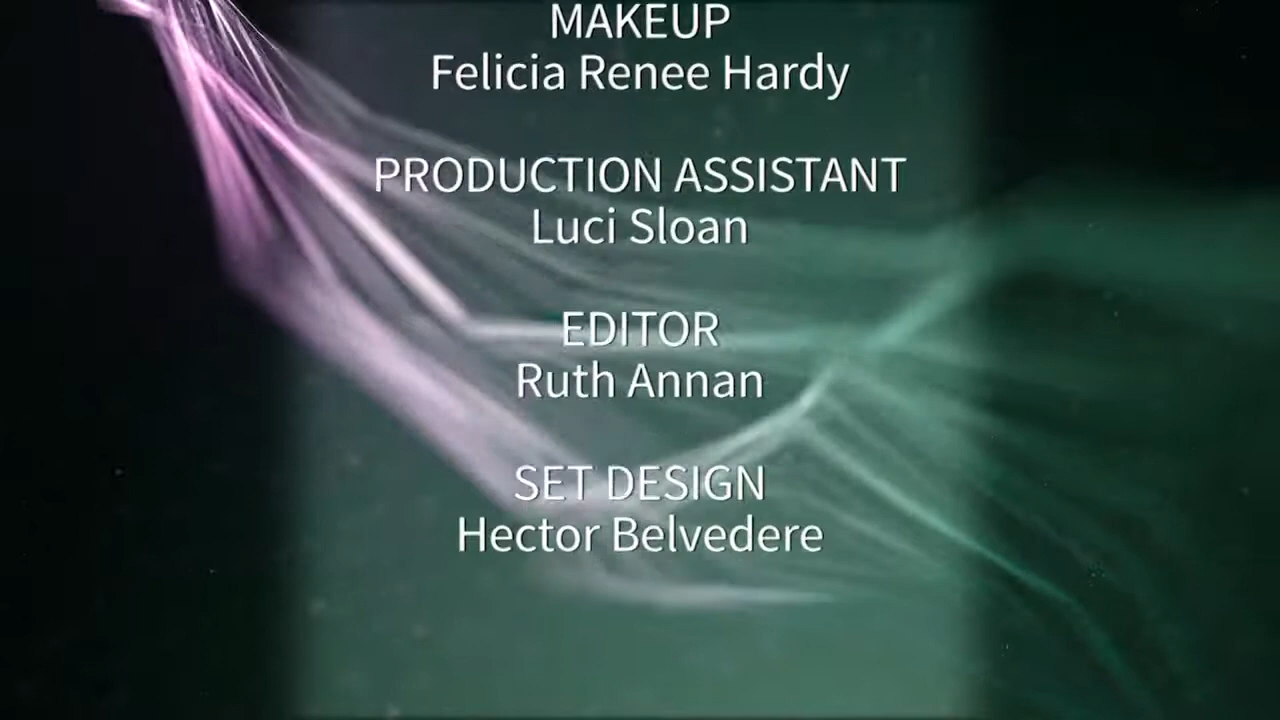 MAKEUP
Felicia Renee Hardy
PRODUCTION ASSISTANT
Luci Sloan
EDITOR
Ruth Annan
SET DESIGN
Hector Belvedere